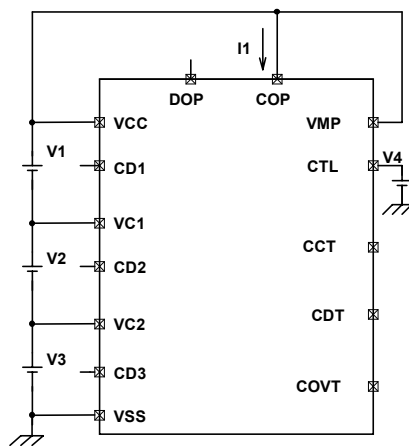 I1
DOP
COP
VCC
VMP
V1
CD1
CTL
V4
VC1
V2
CD2
CCT
VC2
CDT
V3
CD3
COVT
VSS